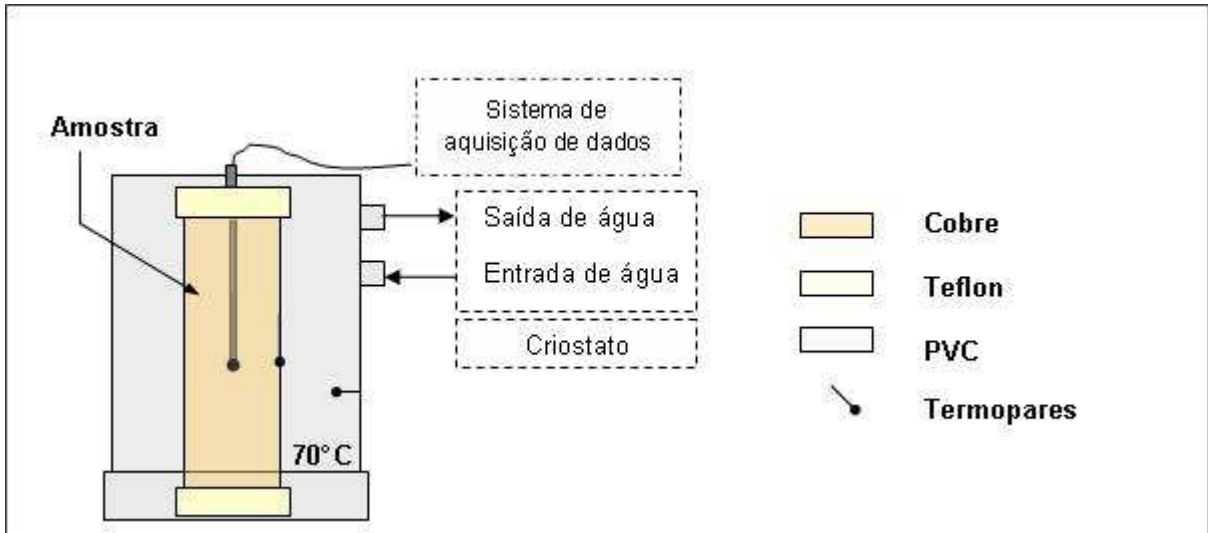 Amostra
Sistema de
aquisição de dados
Saída de água
Entrada de água
Criostato
70°C
Cobre
Teflon
PVC
Termopares